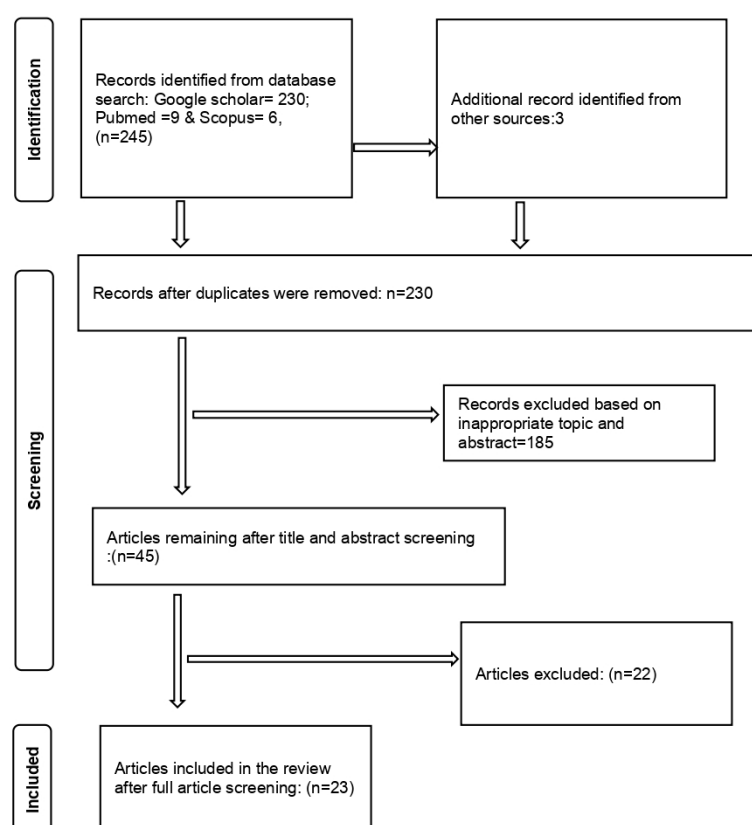 Identification
Records identified from database
search: Google scholar= 230;
Pubmed =9 & Scopus= 6,
(n=245)
Additional record identified from
other sources:3
Screening
Records after duplicates were removed: n=230
Records excluded based on
inappropriate topic and
abstract=185
Articles remaining after title and abstract screening
:(n=45)
Articles excluded: (n=22)
Included
Articles included in the review
after full article screening: (n=23)